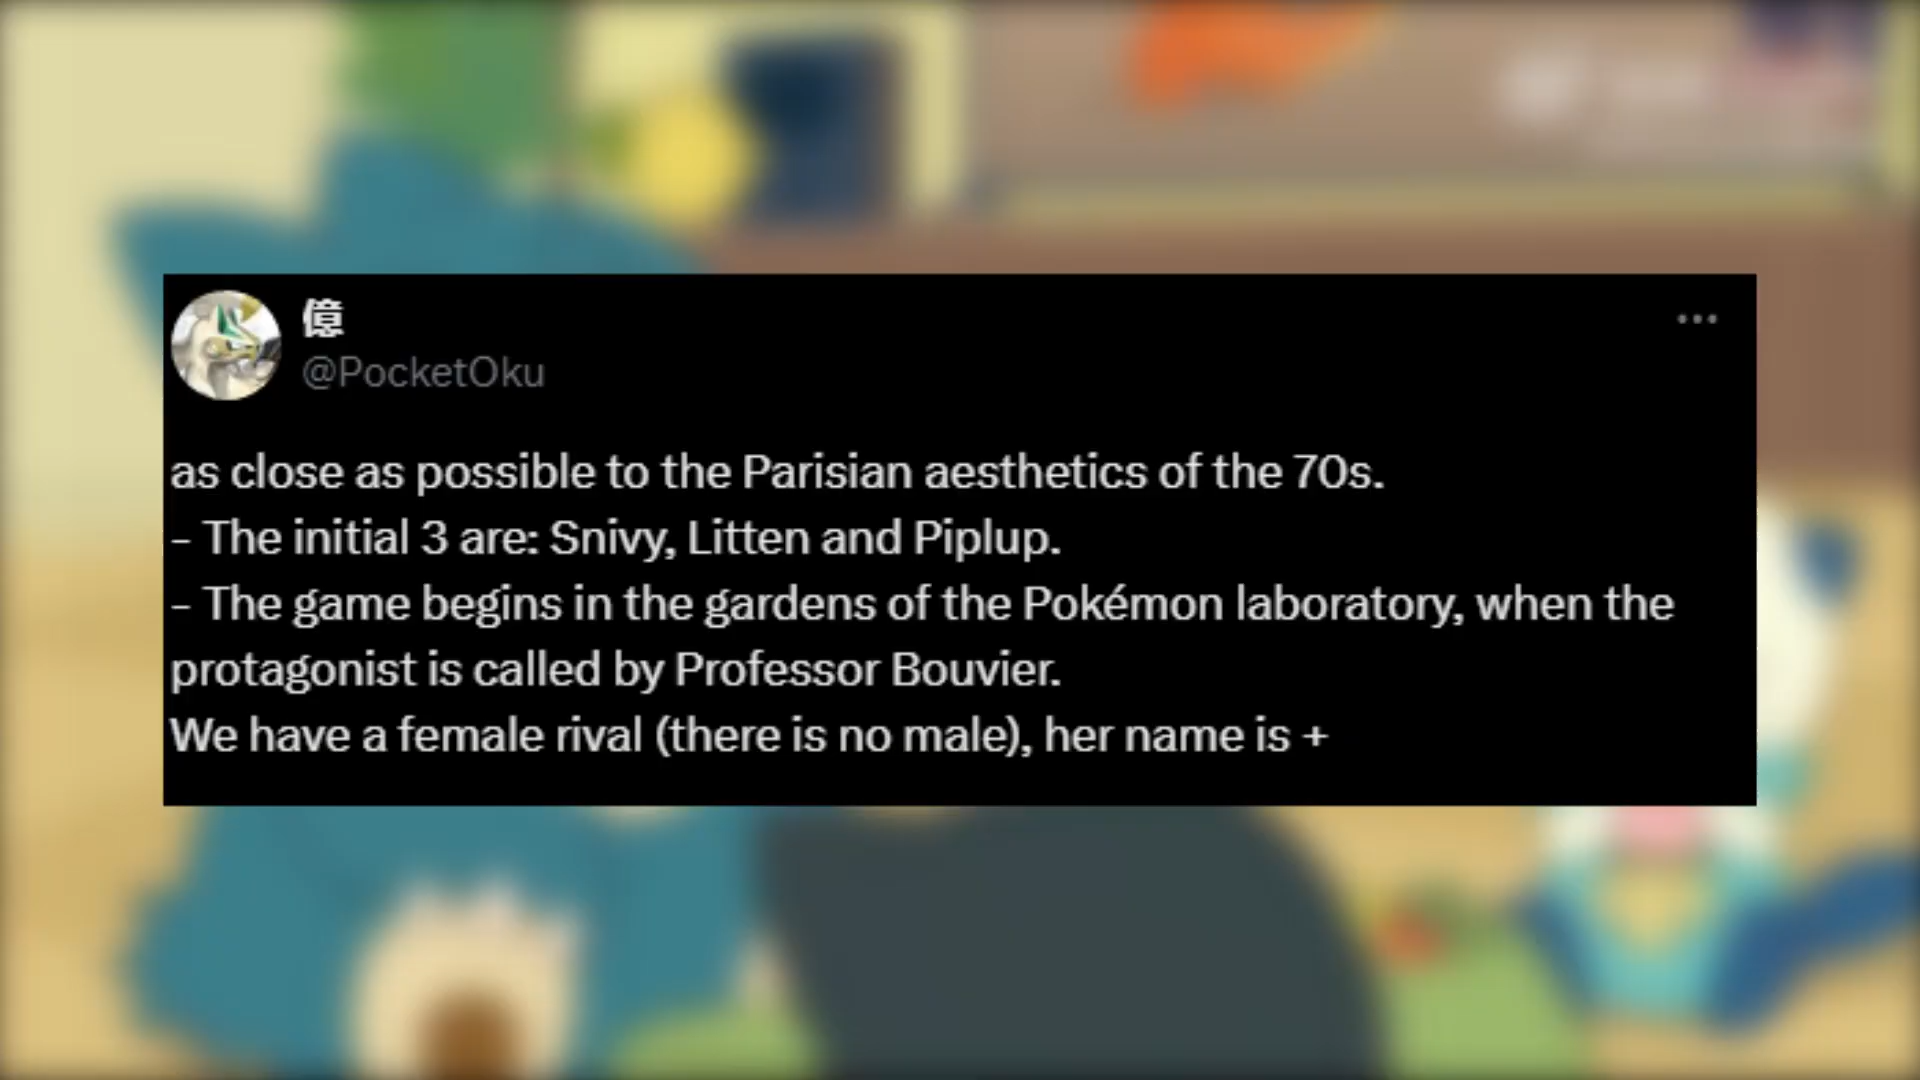 億
@PocketOku
as close as possible to the Parisian aesthetics of the 70s.
- The initial 3 are: Snivy, Litten and Piplup.
- The game begins in the gardens of the Pokémon laboratory, when the
protagonist is called by Professor Bouvier.
We have a female rival (there is no male), her name is +